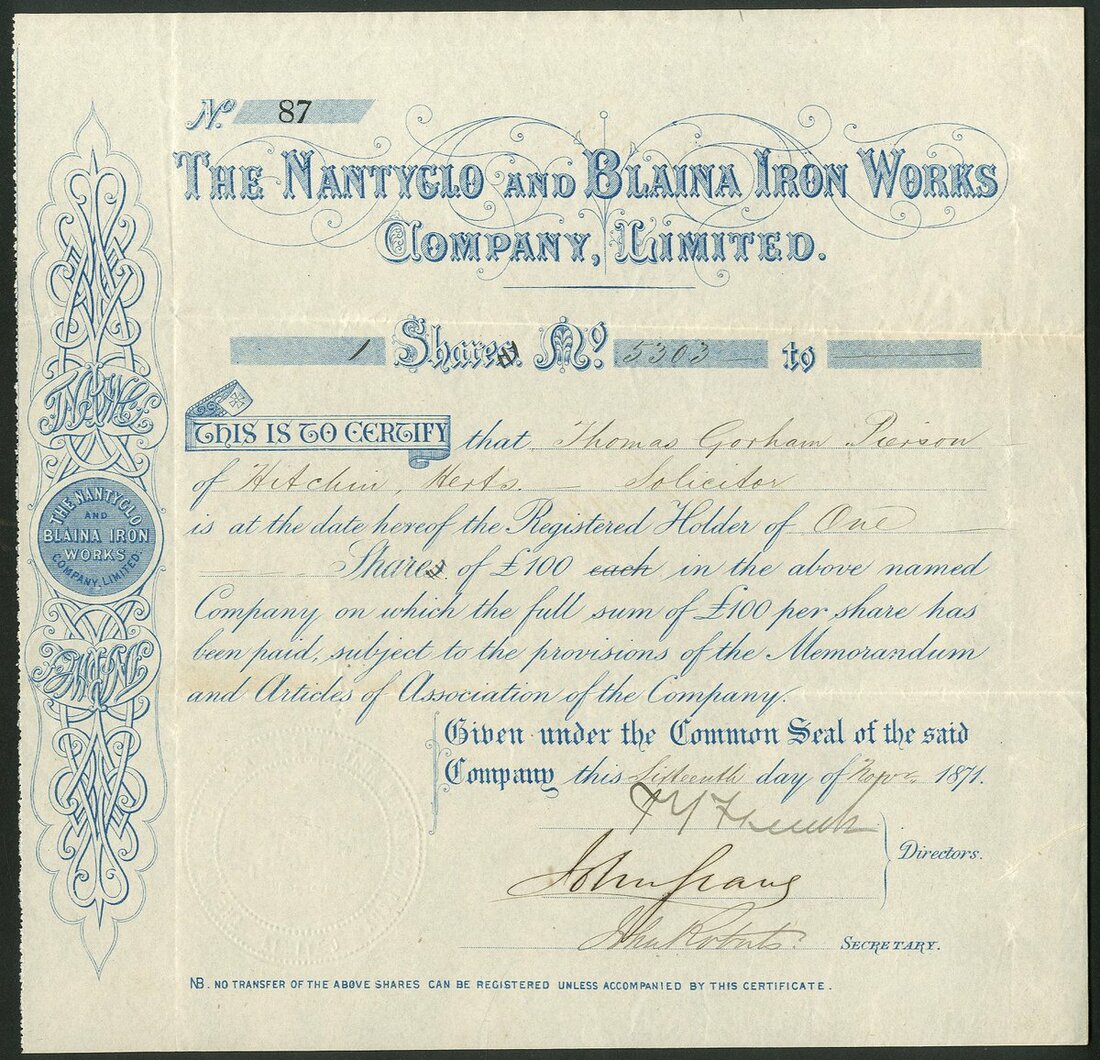 No. 87
THE NANTYGLO AND BLAINA IRON WORKS
COMPANY, LIMITED.
1 Shares No. 5303 — to —
THIS IS TO CERTIFY that Thomas Gorham Pierson
of Hitchin, Herts. — Solicitor
is at the date hereof the Registered Holder of One —
— Shares of £100 each in the above named
Company on which the full sum of £100 per share has
been paid, subject to the provisions of the Memorandum
and Articles of Association of the Company.
THE NANTYGLO
AND
BLAINA IRON
WORKS
COMPANY, LIMITED.
Given under the Common Seal of the said
Company this Sixteenth day of Novr. 1871.
Directors.
John
John Roberts. SECRETARY.
NB. NO TRANSFER OF THE ABOVE SHARES CAN BE REGISTERED UNLESS ACCOMPANIED BY THIS CERTIFICATE.